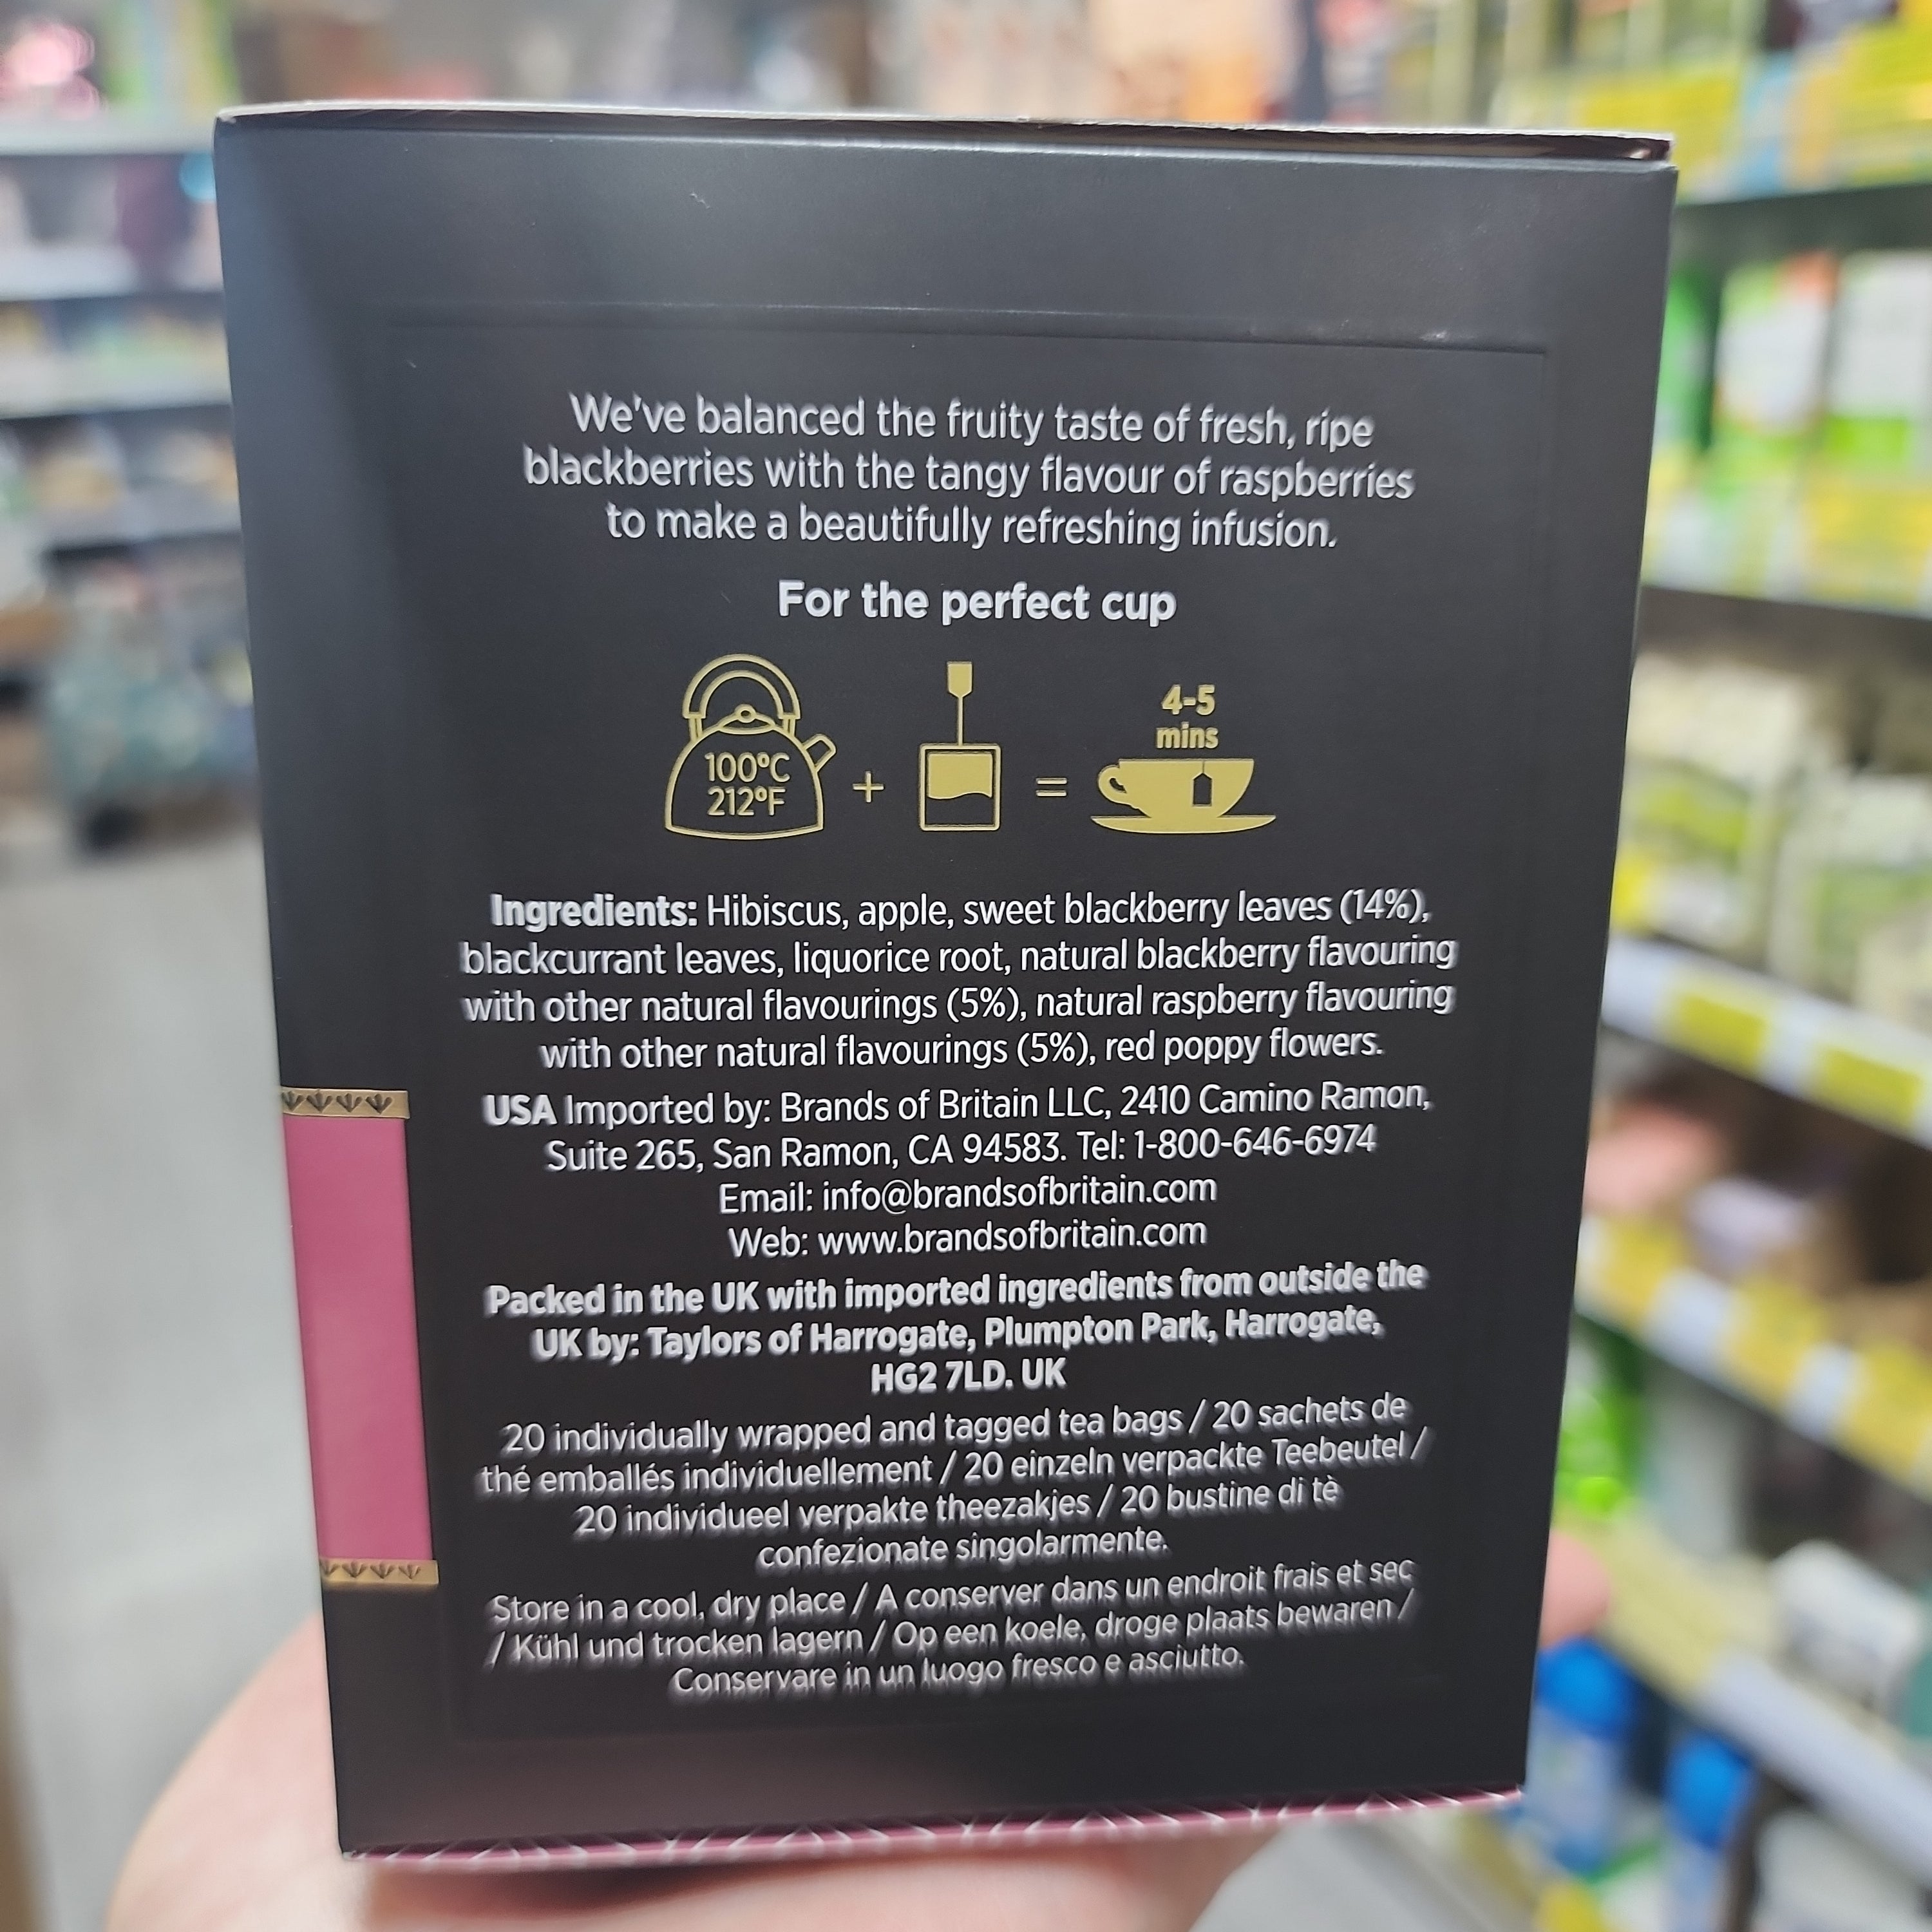 We've balanced the fruity taste of fresh, ripe
blackberries with the tangy flavour of raspberries
to make a beautifully refreshing infusion.
For the perfect cup
100ºC
212ºF
+
=
4-5
mins
Ingredients: Hibiscus, apple, sweet blackberry leaves (14%),
blackcurrant leaves, liquorice root, natural blackberry flavouring
with other natural flavourings (5%), natural raspberry flavouring
with other natural flavourings (5%), red poppy flowers.
USA Imported by: Brands of Britain LLC, 2410 Camino Ramon,
Suite 265, San Ramon, CA 94583. Tel: 1-800-646-6974
Email: info@brandsofbritain.com
Web: www.brandsofbritain.com
Packed in the UK with imported ingredients from outside the
UK by: Taylors of Harrogate, Plumpton Park, Harrogate,
HG2 7LD. UK
20 individually wrapped and tagged tea bags / 20 sachets de
thé emballés individuellement / 20 einzeln verpackte Teebeutel /
20 individueel verpakte theezakjes / 20 bustine di tè
confezionate singolarmente.
Store in a cool, dry place / A conserver dans un endroit frais et sec
/ Kühl und trocken lagern / Op een koele, droge plaats bewaren /
Conservare in un luogo fresco e asciutto.